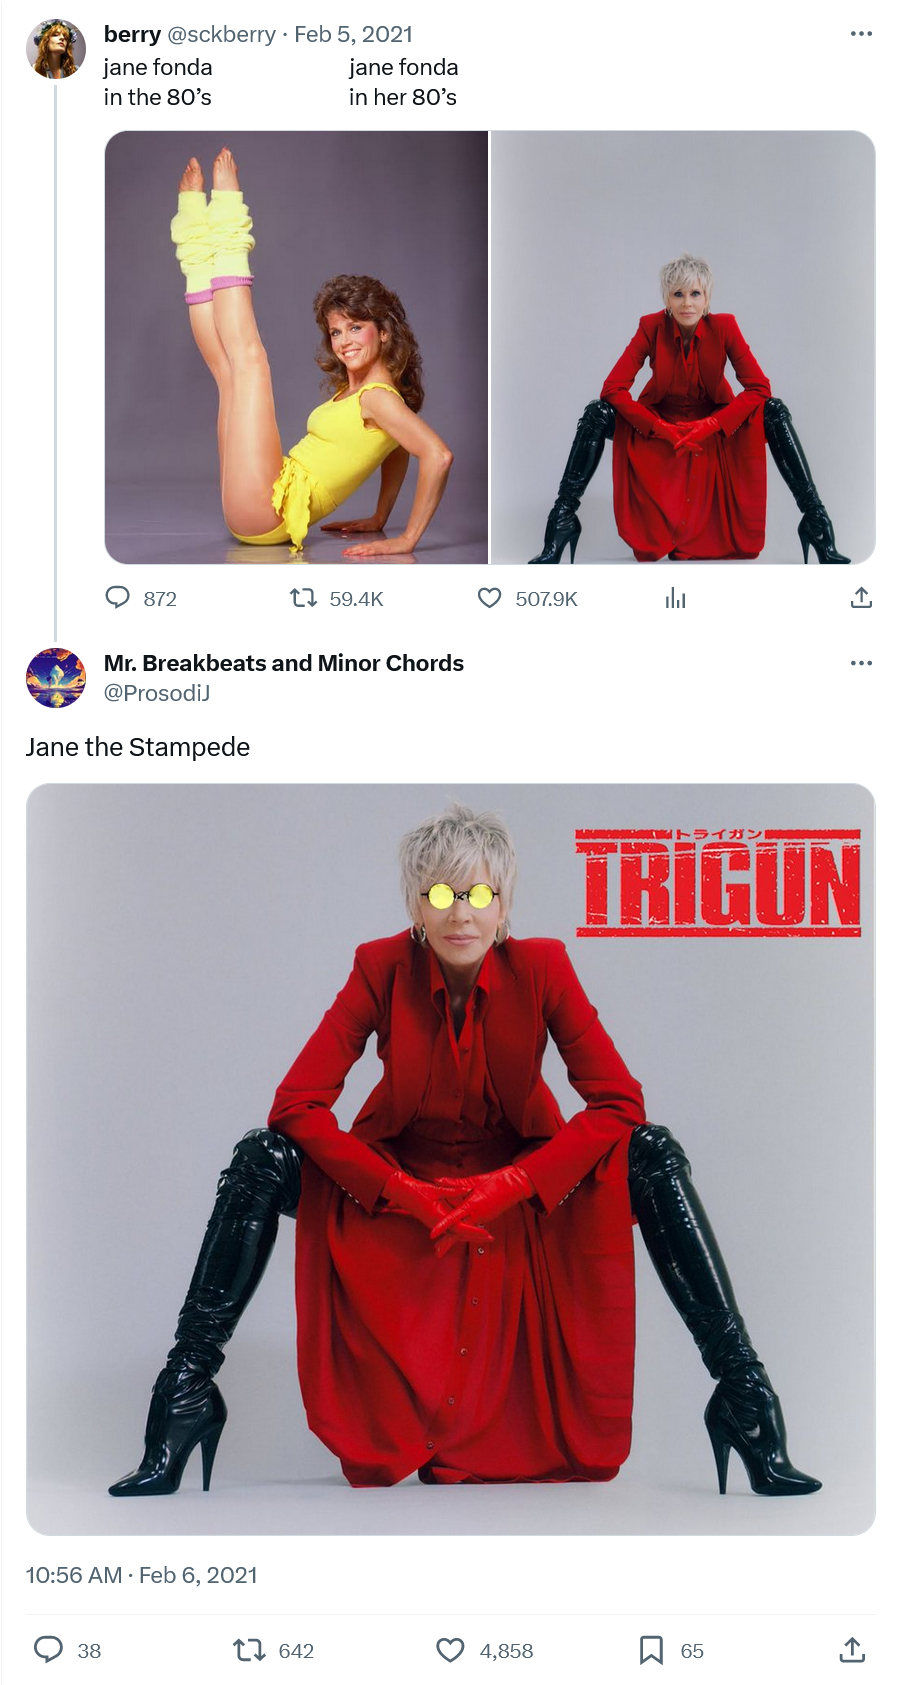 berry @sckberry · Feb 5, 2021
jane fonda jane fonda
in the 80’s in her 80’s
872 59.4K 507.9K
Mr. Breakbeats and Minor Chords
@ProsodiJ
Jane the Stampede
トライガン
TRIGUN
10:56 AM · Feb 6, 2021
38 642 4,858 65